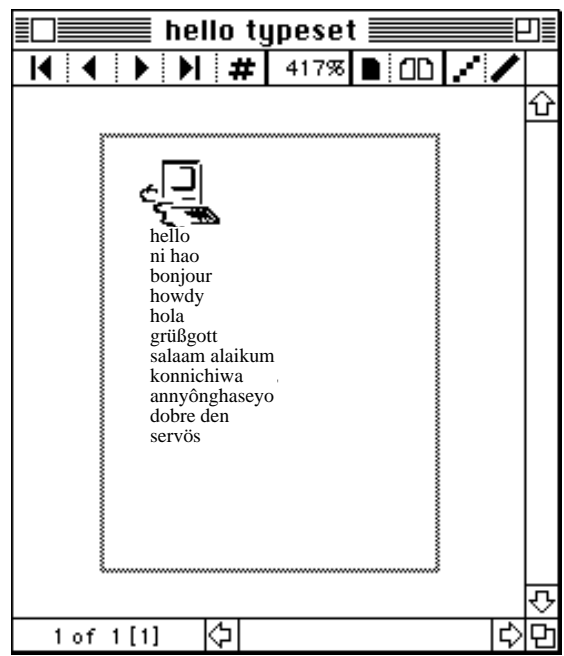 hello typeset
# 417%
hello
ni hao
bonjour
howdy
hola
grüßgott
salaam alaikum
konnichiwa
annyônghaseyo
dobre den
servös
1 of 1 [1]